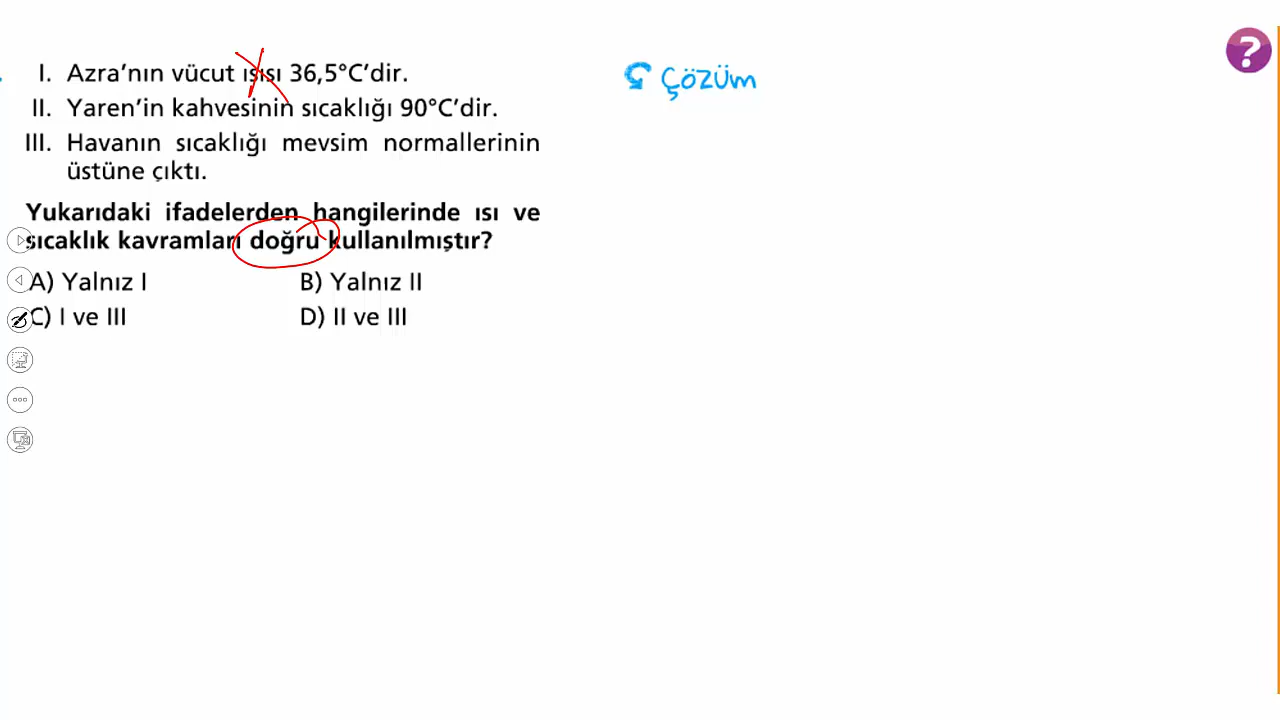 I. Azra’nın vücut ısısı 36,5°C’dir.
II. Yaren’in kahvesinin sıcaklığı 90°C’dir.
III. Havanın sıcaklığı mevsim normallerinin
üstüne çıktı.
Yukarıdaki ifadelerden hangilerinde ısı ve
sıcaklık kavramları doğru kullanılmıştır?
A) Yalnız I B) Yalnız II
C) I ve III D) II ve III
Çözüm
?